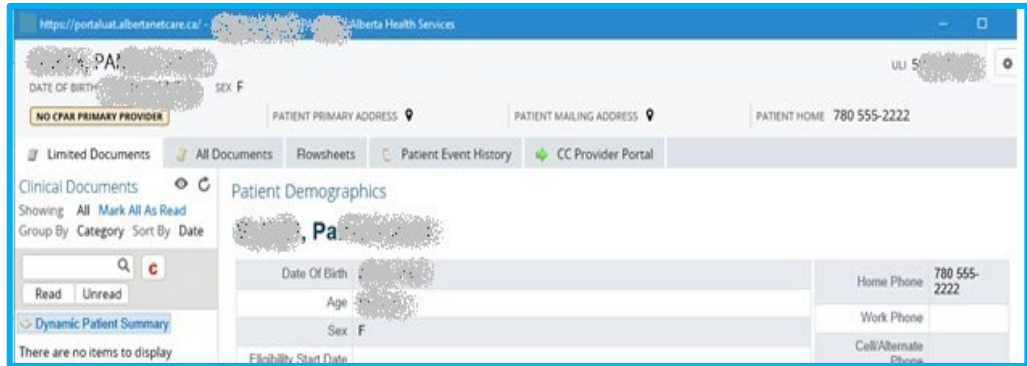 https://portaluat.albertanetcare.ca/ - Alberta Health Services
, PA
ULI 5
DATE OF BIRTH SEX F
NO CPAR PRIMARY PROVIDER PATIENT PRIMARY ADDRESS PATIENT MAILING ADDRESS PATIENT HOME 780 555-2222
Limited Documents All Documents Flowsheets Patient Event History CC Provider Portal
Clinical Documents
Showing All Mark All As Read
Group By Category Sort By Date
C
Read Unread
Dynamic Patient Summary
There are no items to display
Patient Demographics
, Pa
Date Of Birth
Age
Sex F
Eligibility Start Date
Home Phone 780 555-
2222
Work Phone
Cell/Alternate
Phone